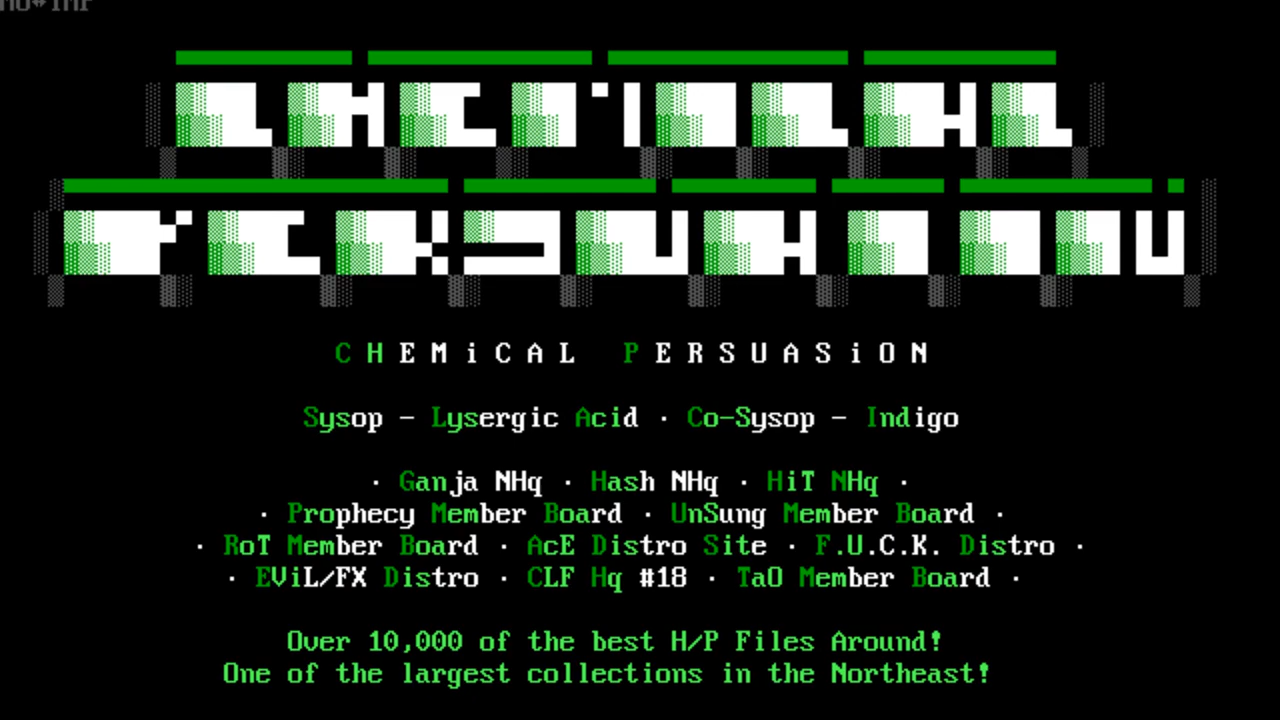 CHEMiCAL PERSUASiON
Sysop - Lysergic Acid · Co-Sysop - Indigo
· Ganja NHq · Hash NHq · HiT NHq ·
· Prophecy Member Board · UnSung Member Board ·
· RoT Member Board · AcE Distro Site · F.U.C.K. Distro ·
· EViL/FX Distro · CLF Hq #18 · TaO Member Board ·
Over 10,000 of the best H/P Files Around!
One of the largest collections in the Northeast!